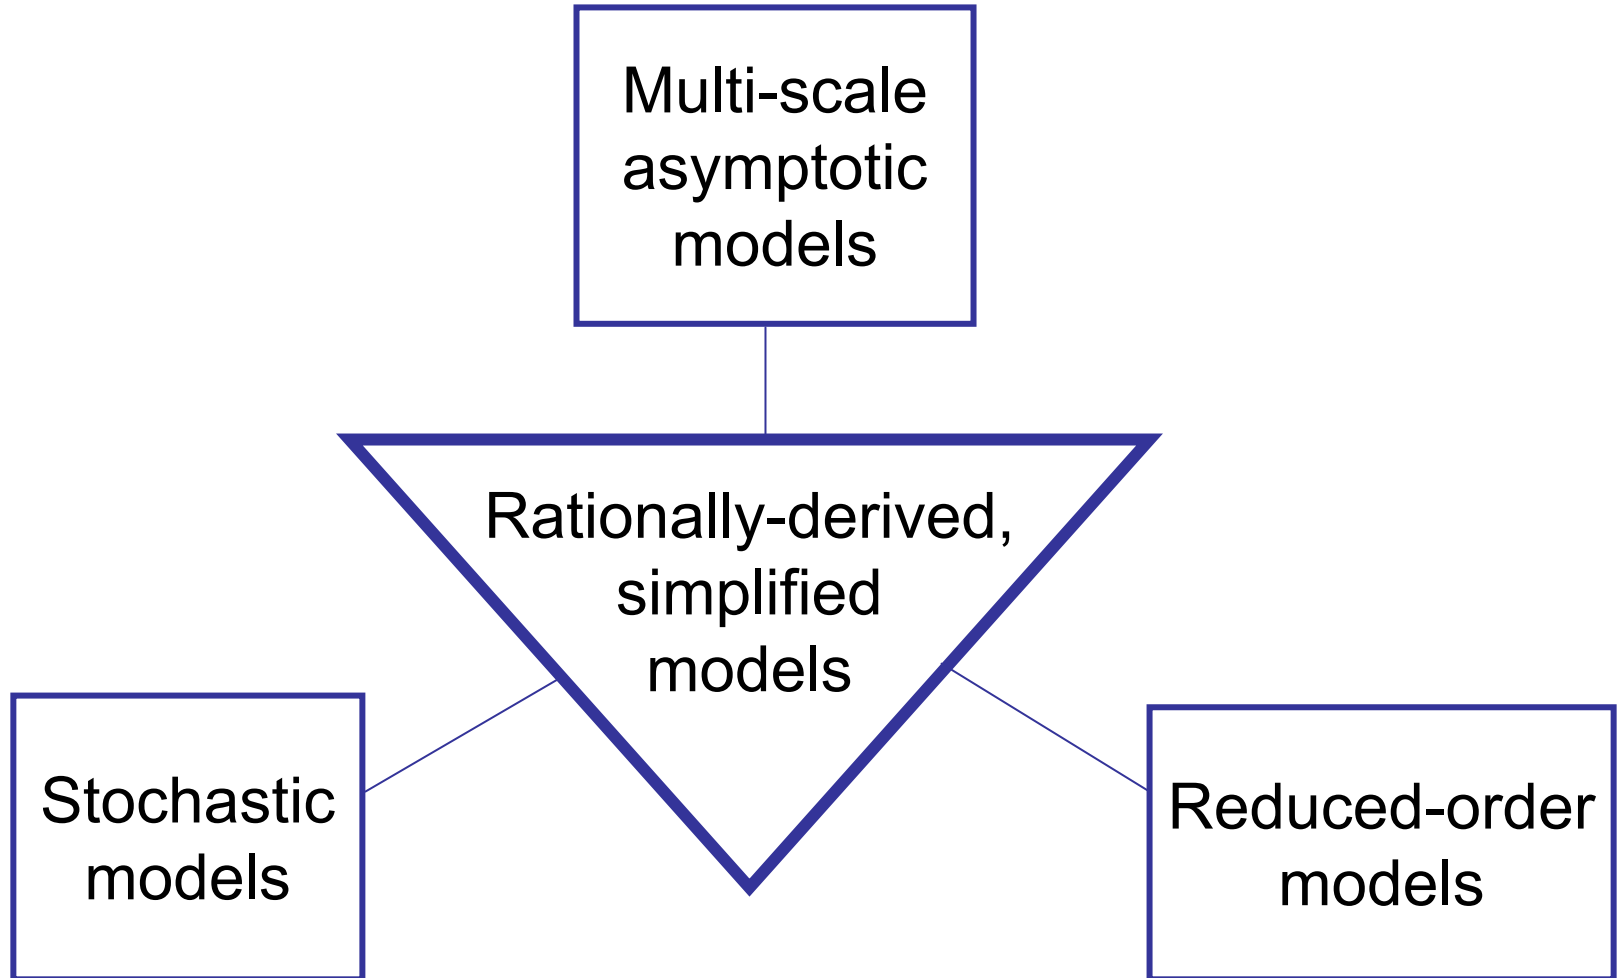 Multi-scale
asymptotic
models
Rationally-derived,
simplified
models
Stochastic
models
Reduced-order
models